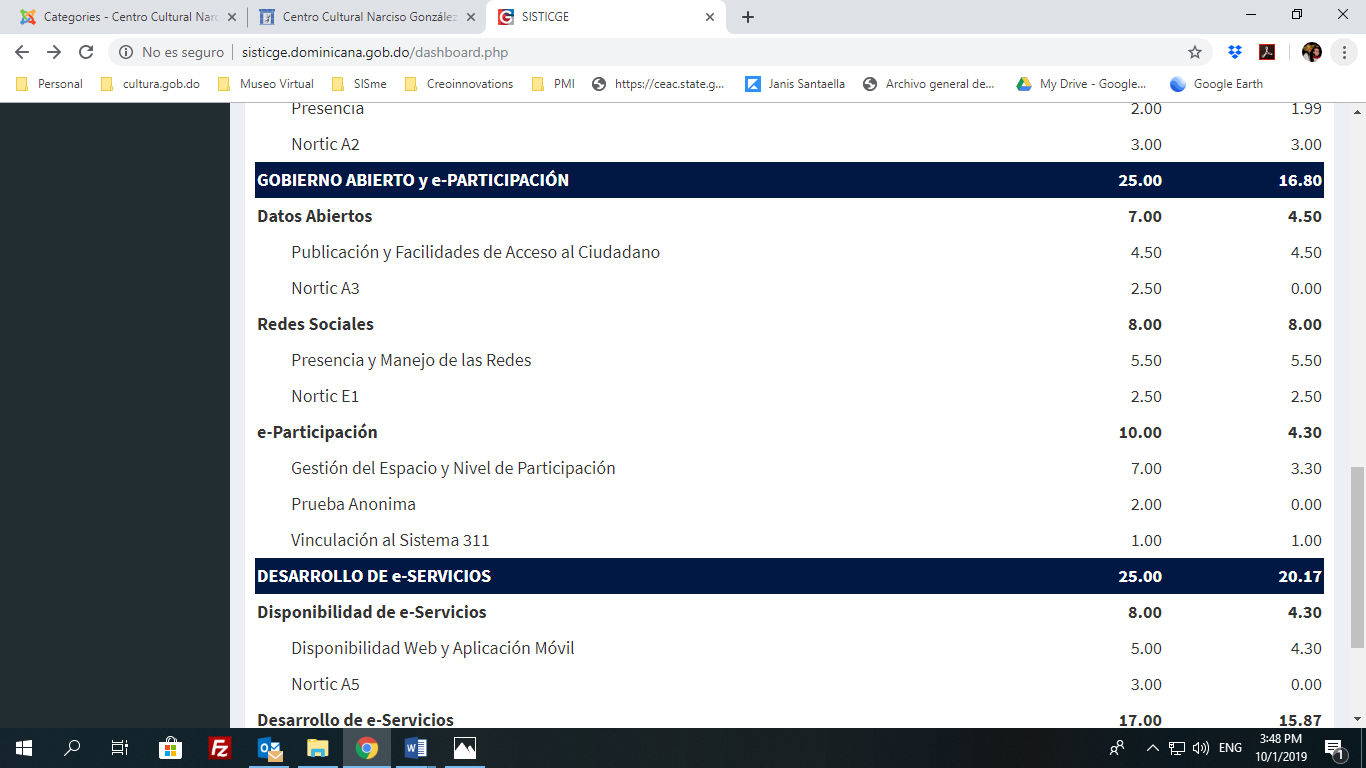 Categories - Centro Cultural Narc
Centro Cultural Narciso González
SISTICGE
No es seguro | sisticge.dominicana.gob.do/dashboard.php
Personal cultura.gob.do Museo Virtual SISme Creoinnovations PMI https://ceac.state.g... Janis Santaella Archivo general de... My Drive - Google... Google Earth
Presencia 2.00 1.99
Nortic A2 3.00 3.00
GOBIERNO ABIERTO y e-PARTICIPACIÓN 25.00 16.80
Datos Abiertos 7.00 4.50
Publicación y Facilidades de Acceso al Ciudadano 4.50 4.50
Nortic A3 2.50 0.00
Redes Sociales 8.00 8.00
Presencia y Manejo de las Redes 5.50 5.50
Nortic E1 2.50 2.50
e-Participación 10.00 4.30
Gestión del Espacio y Nivel de Participación 7.00 3.30
Prueba Anonima 2.00 0.00
Vinculación al Sistema 311 1.00 1.00
DESARROLLO DE e-SERVICIOS 25.00 20.17
Disponibilidad de e-Servicios 8.00 4.30
Disponibilidad Web y Aplicación Móvil 5.00 4.30
Nortic A5 3.00 0.00
Desarrollo de e-Servicios 17.00 15.87
ENG
3:48 PM
10/1/2019
1